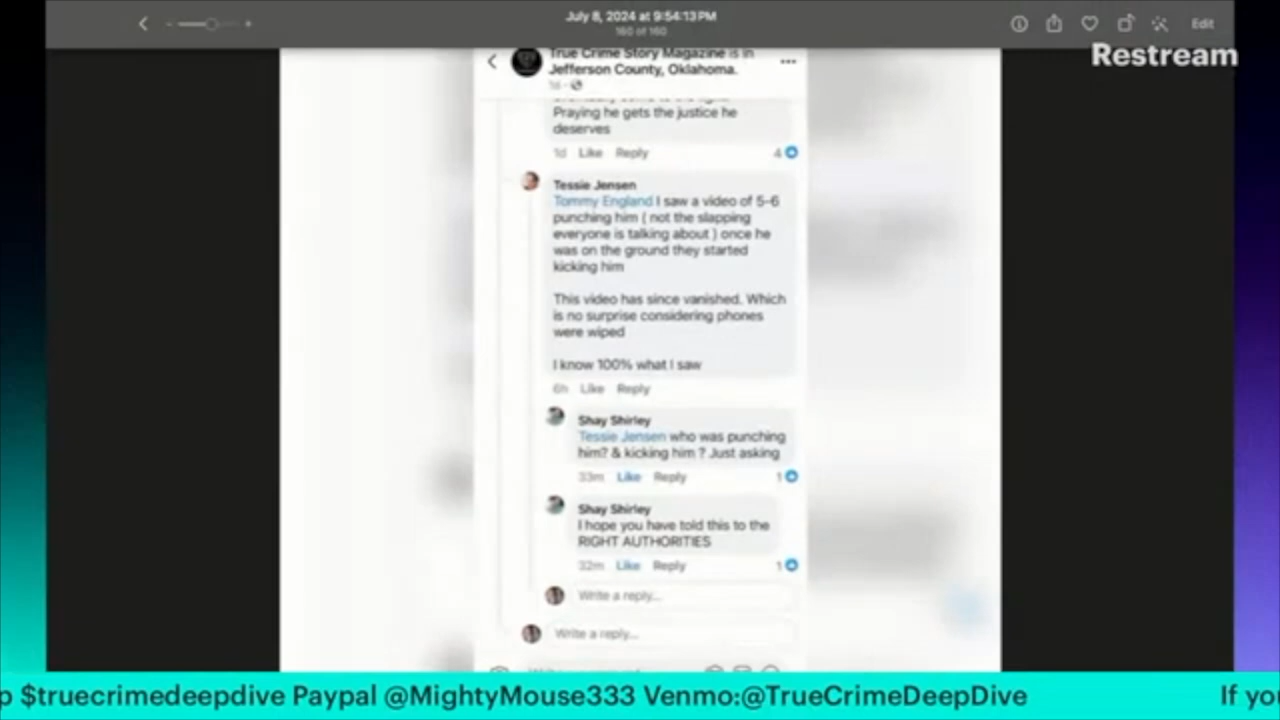 July 8, 2024 at 9:54:13 PM
160 of 160
Edit
Restream
True Crime Story Magazine is in
Jefferson County, Oklahoma.
1d
Praying he gets the justice he
deserves
1d Like Reply 4
Tessie Jensen
Tommy England I saw a video of 5-6
punching him ( not the slapping
everyone is talking about ) once he
was on the ground they started
kicking him
This video has since vanished. Which
is no surprise considering phones
were wiped
I know 100% what I saw
6h Like Reply
Shay Shirley
Tessie Jensen who was punching
him? & kicking him ? Just asking
33m Like Reply 1
Shay Shirley
I hope you have told this to the
RIGHT AUTHORITIES
32m Like Reply 1
Write a reply...
Write a reply...
p $truecrimedeepdive Paypal @MightyMouse333 Venmo:@TrueCrimeDeepDive If yo